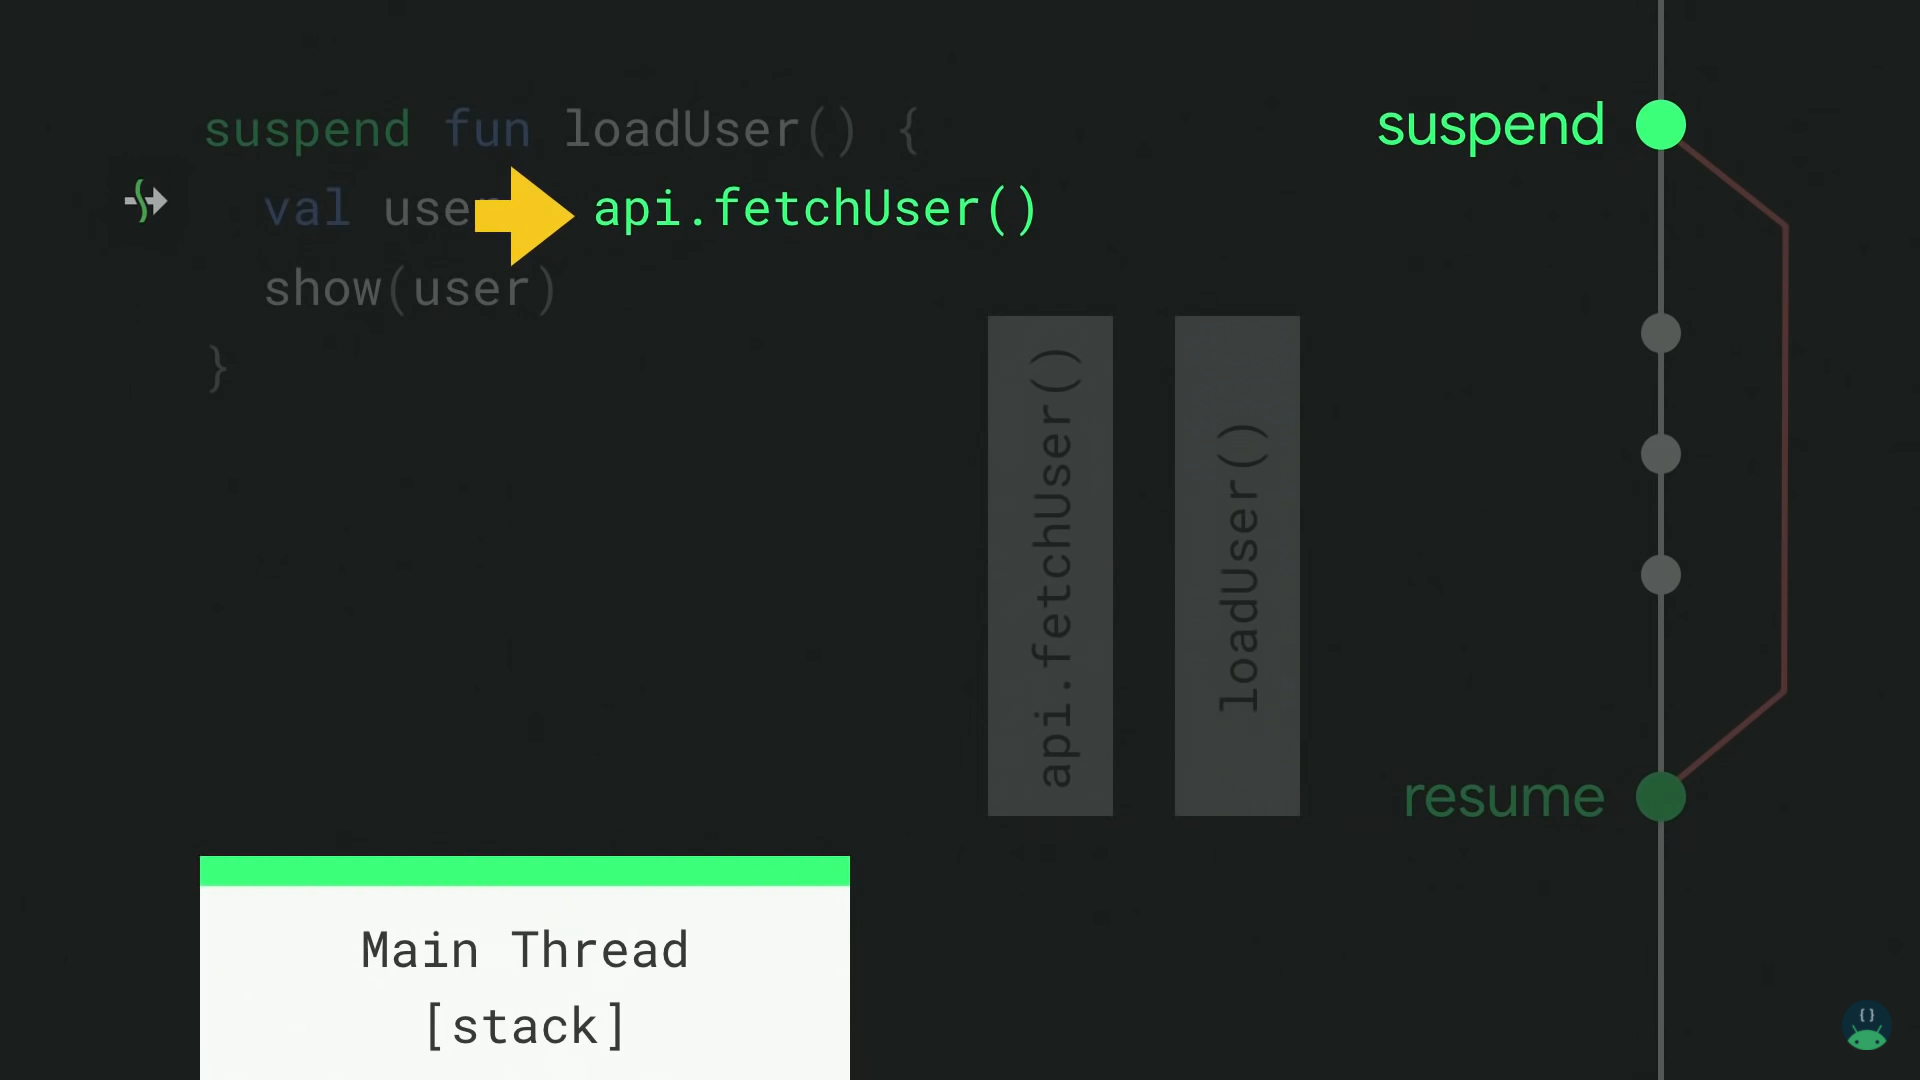 suspend fun loadUser() {
val user api.fetchUser()
show(user)
}
api.fetchUser()
loadUser()
suspend
resume
Main Thread
[stack]
{}